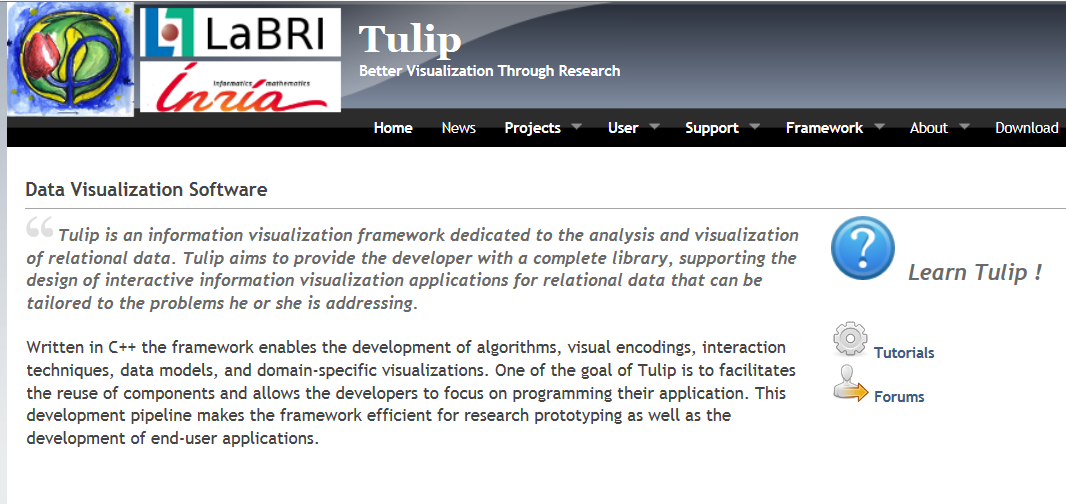 LaBRI
informatics mathematics
Inria
Tulip
Better Visualization Through Research
Home News Projects User Support Framework About Download
Data Visualization Software
“ Tulip is an information visualization framework dedicated to the analysis and visualization
of relational data. Tulip aims to provide the developer with a complete library, supporting the
design of interactive information visualization applications for relational data that can be
tailored to the problems he or she is addressing.
Written in C++ the framework enables the development of algorithms, visual encodings, interaction
techniques, data models, and domain-specific visualizations. One of the goal of Tulip is to facilitates
the reuse of components and allows the developers to focus on programming their application. This
development pipeline makes the framework efficient for research prototyping as well as the
development of end-user applications.
? Learn Tulip !
Tutorials
Forums